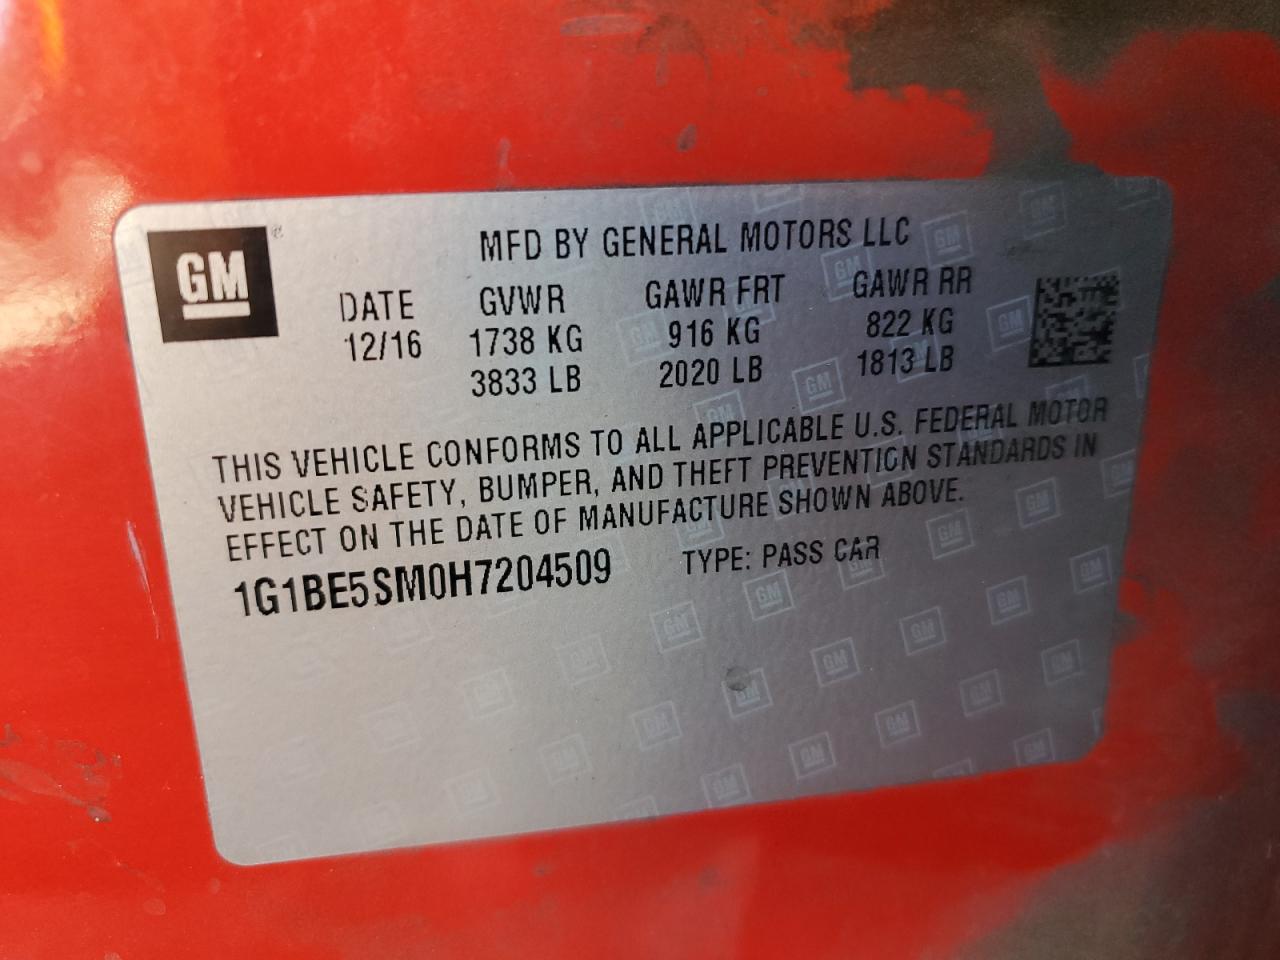 GM
MFD BY GENERAL MOTORS LLC
DATE GVWR GAWR FRT GAWR RR
12/16 1738 KG 916 KG 822 KG
3833 LB 2020 LB 1813 LB
THIS VEHICLE CONFORMS TO ALL APPLICABLE U.S. FEDERAL MOTOR
VEHICLE SAFETY, BUMPER, AND THEFT PREVENTION STANDARDS IN
EFFECT ON THE DATE OF MANUFACTURE SHOWN ABOVE.
1G1BE5SM0H7204509 TYPE: PASS CAR